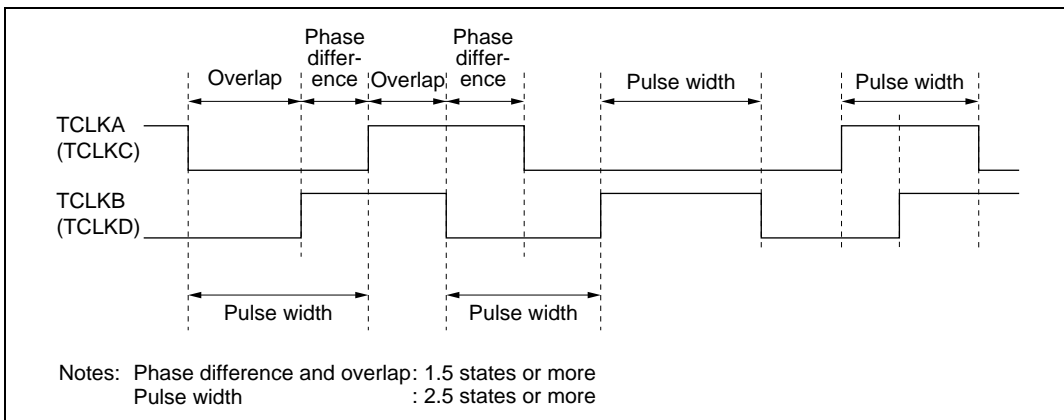 Phase
differ-
ence
Phase
differ-
ence
Overlap
Overlap
Pulse width
Pulse width
TCLKA
(TCLKC)
TCLKB
(TCLKD)
Pulse width
Pulse width
Notes: Phase difference and overlap : 1.5 states or more
Pulse width : 2.5 states or more